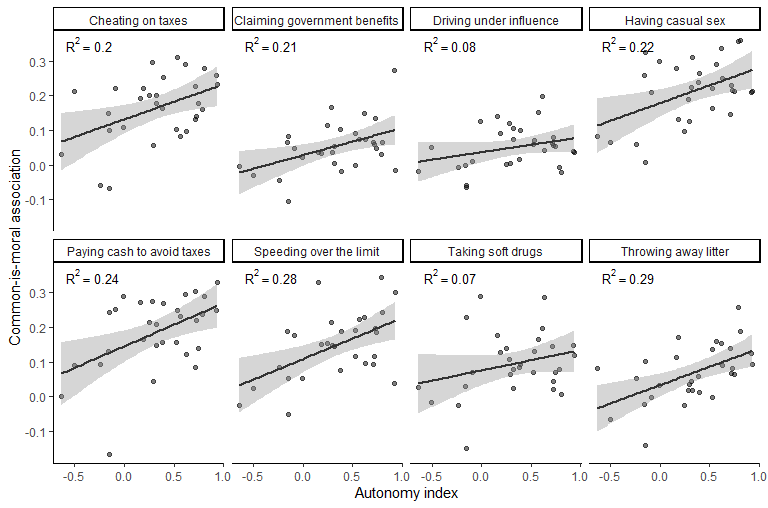 Cheating on taxes
Claiming government benefits
Driving under influence
Having casual sex
R² = 0.2
R² = 0.21
R² = 0.08
R² = 0.22
0.3
0.2
0.1
0.0
-0.1
Common-is-moral association
Paying cash to avoid taxes
Speeding over the limit
Taking soft drugs
Throwing away litter
R² = 0.24
R² = 0.28
R² = 0.07
R² = 0.29
0.3
0.2
0.1
0.0
-0.1
-0.5 0.0 0.5 1.0
-0.5 0.0 0.5 1.0
-0.5 0.0 0.5 1.0
-0.5 0.0 0.5 1.0
Autonomy index